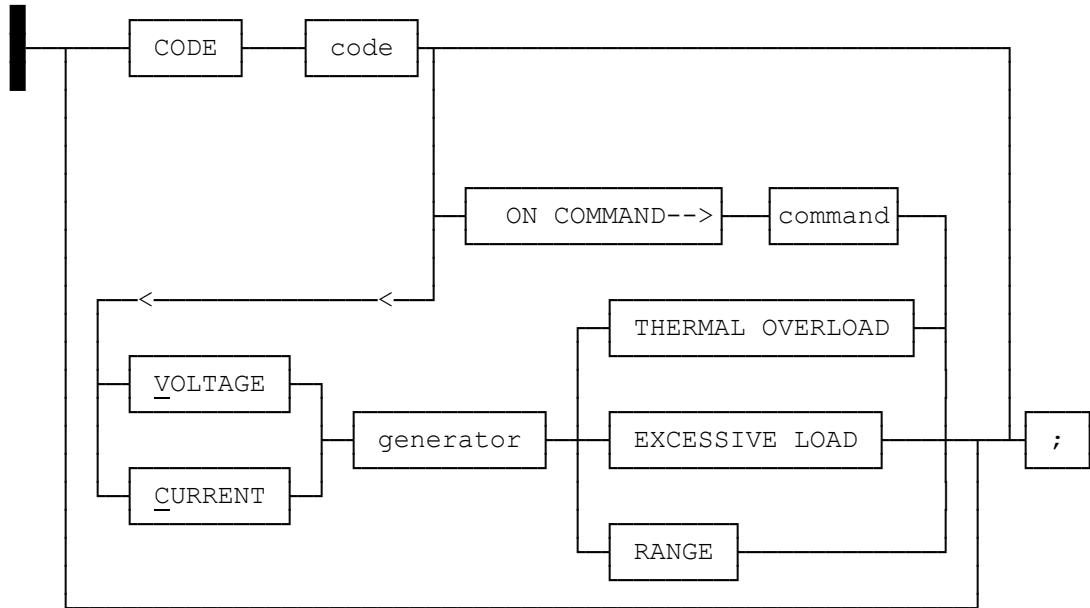 CODE code
ON COMMAND--> command
< <
THERMAL OVERLOAD
VOLTAGE
generator EXCESSIVE LOAD ;
CURRENT
RANGE